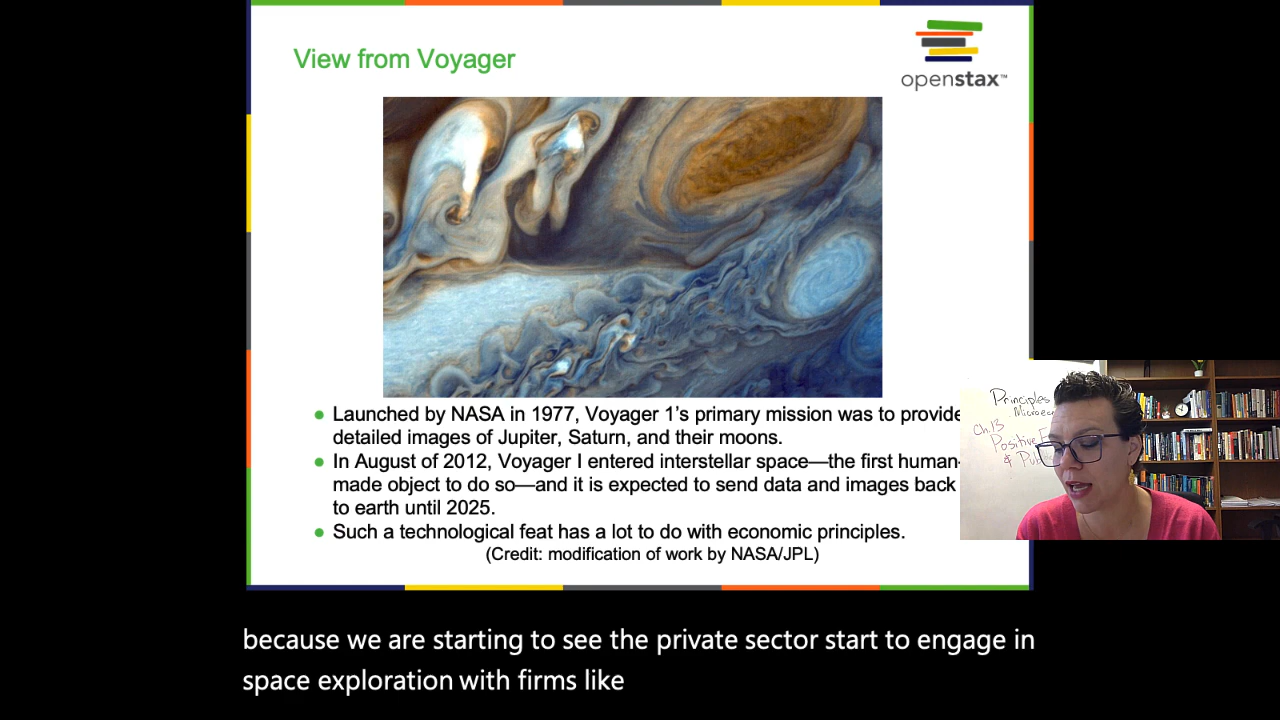 View from Voyager
openstax™
● Launched by NASA in 1977, Voyager 1's primary mission was to provide
detailed images of Jupiter, Saturn, and their moons.
● In August of 2012, Voyager I entered interstellar space—the first human-
made object to do so—and it is expected to send data and images back
to earth until 2025.
● Such a technological feat has a lot to do with economic principles.
(Credit: modification of work by NASA/JPL)
Principles
Ch.13
Positive
&
because we are starting to see the private sector start to engage in
space exploration with firms like